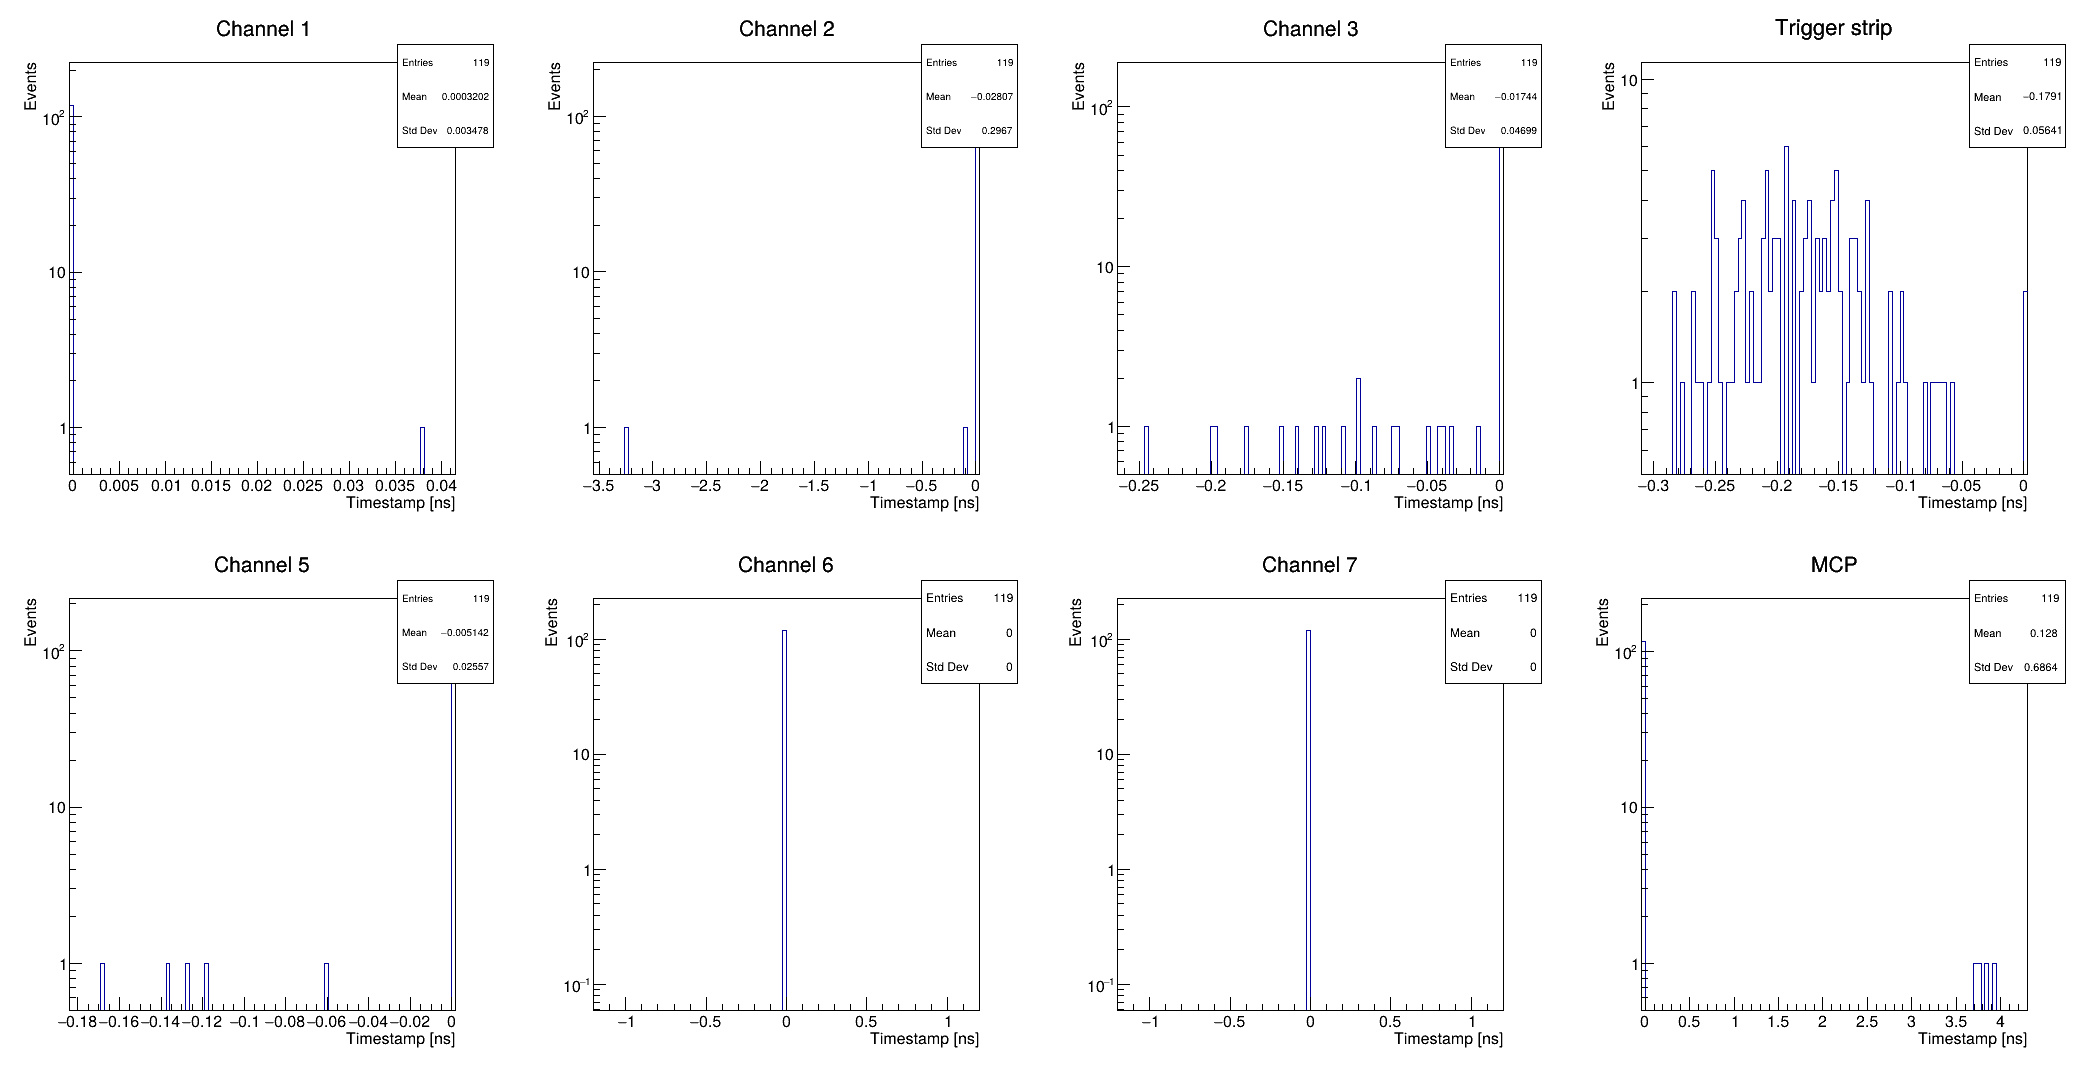 Channel 1
Events
Entries 119
Mean 0.0003202
Std Dev 0.003478
10²
10
1
0 0.005 0.01 0.015 0.02 0.025 0.03 0.035 0.04
Timestamp [ns]
Channel 2
Events
Entries 119
Mean −0.02807
Std Dev 0.2967
10²
10
1
−3.5 −3 −2.5 −2 −1.5 −1 −0.5 0
Timestamp [ns]
Channel 3
Events
Entries 119
Mean −0.01744
Std Dev 0.04699
10²
10
1
−0.25 −0.2 −0.15 −0.1 −0.05 0
Timestamp [ns]
Trigger strip
Events
Entries 119
Mean −0.1791
Std Dev 0.05641
10
1
−0.3 −0.25 −0.2 −0.15 −0.1 −0.05 0
Timestamp [ns]
Channel 5
Events
Entries 119
Mean −0.005142
Std Dev 0.02557
10²
10
1
−0.18 −0.16 −0.14 −0.12 −0.1 −0.08 −0.06 −0.04 −0.02 0
Timestamp [ns]
Channel 6
Events
Entries 119
Mean 0
Std Dev 0
10²
10
1
10⁻¹
−1 −0.5 0 0.5 1
Timestamp [ns]
Channel 7
Events
Entries 119
Mean 0
Std Dev 0
10²
10
1
10⁻¹
−1 −0.5 0 0.5 1
Timestamp [ns]
MCP
Events
Entries 119
Mean 0.128
Std Dev 0.6864
10²
10
1
0 0.5 1 1.5 2 2.5 3 3.5 4
Timestamp [ns]